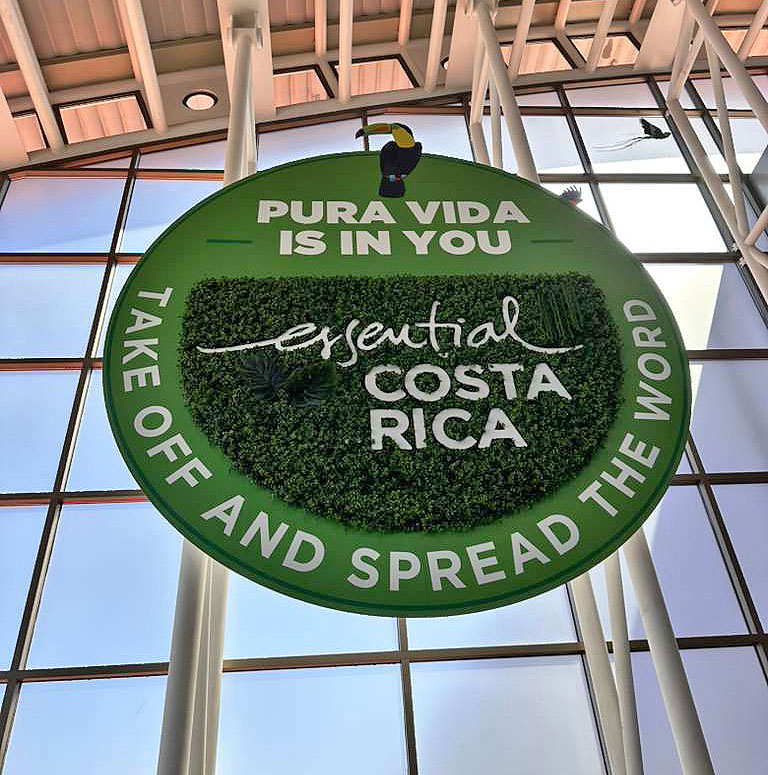 PURA VIDA
IS IN YOU
essential
COSTA
RICA
TAKE OFF AND SPREAD THE WORD